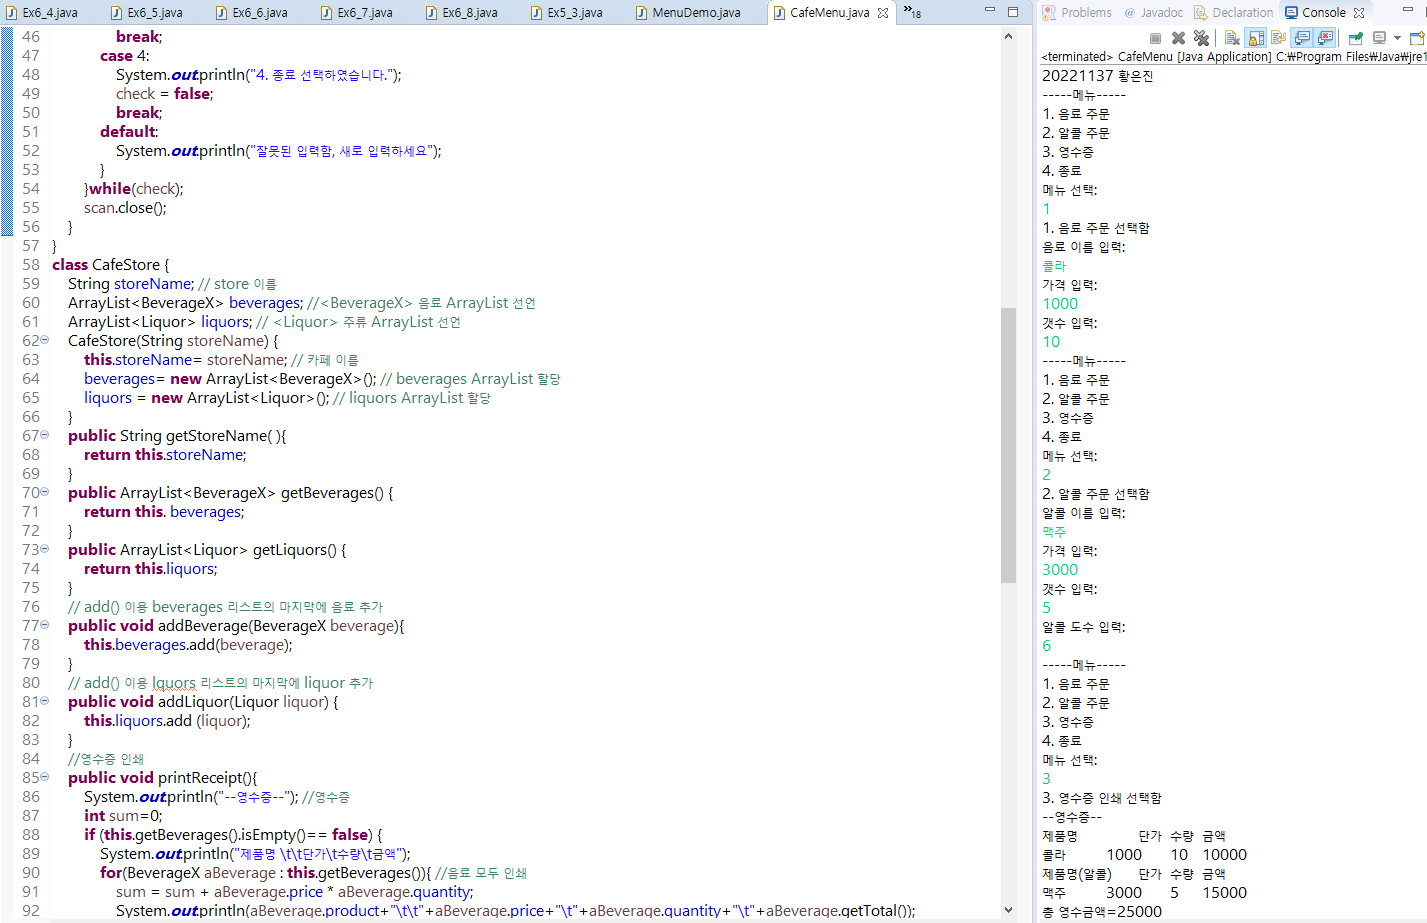 Ex6_4.java Ex6_5.java Ex6_6.java Ex6_7.java Ex6_8.java Ex5_3.java MenuDemo.java CafeMenu.java »18
46 break;
47 case 4:
48 System.out.println("4. 종료 선택하였습니다.");
49 check = false;
50 break;
51 default:
52 System.out.println("잘못된 입력함, 새로 입력하세요");
53 }
54 }while(check);
55 scan.close();
56 }
57 }
58 class CafeStore {
59 String storeName; // store 이름
60 ArrayList<BeverageX> beverages; //<BeverageX> 음료 ArrayList 선언
61 ArrayList<Liquor> liquors; // <Liquor> 주류 ArrayList 선언
62 CafeStore(String storeName) {
63 this.storeName= storeName; // 카페 이름
64 beverages= new ArrayList<BeverageX>(); // beverages ArrayList 할당
65 liquors = new ArrayList<Liquor>(); // liquors ArrayList 할당
66 }
67 public String getStoreName( ){
68 return this.storeName;
69 }
70 public ArrayList<BeverageX> getBeverages() {
71 return this. beverages;
72 }
73 public ArrayList<Liquor> getLiquors() {
74 return this.liquors;
75 }
76 // add() 이용 beverages 리스트의 마지막에 음료 추가
77 public void addBeverage(BeverageX beverage){
78 this.beverages.add(beverage);
79 }
80 // add() 이용 lquors 리스트의 마지막에 liquor 추가
81 public void addLiquor(Liquor liquor) {
82 this.liquors.add (liquor);
83 }
84 //영수증 인쇄
85 public void printReceipt(){
86 System.out.println("--영수증--"); //영수증
87 int sum=0;
88 if (this.getBeverages().isEmpty()== false) {
89 System.out.println("제품명 \t\t단가\t수량\t금액");
90 for(BeverageX aBeverage : this.getBeverages()){ //음료 모두 인쇄
91 sum = sum + aBeverage.price * aBeverage.quantity;
92 System.out.println(aBeverage.product+"\t\t"+aBeverage.price+"\t"+aBeverage.quantity+"\t"+aBeverage.getTotal());
Problems Javadoc Declaration Console
<terminated> CafeMenu [Java Application] C:₩Program Files₩Java₩jre1
20221137 황은진
-----메뉴-----
1. 음료 주문
2. 알콜 주문
3. 영수증
4. 종료
메뉴 선택:
1
1. 음료 주문 선택함
음료 이름 입력:
콜라
가격 입력:
1000
갯수 입력:
10
-----메뉴-----
1. 음료 주문
2. 알콜 주문
3. 영수증
4. 종료
메뉴 선택:
2
2. 알콜 주문 선택함
알콜 이름 입력:
맥주
가격 입력:
3000
갯수 입력:
5
알콜 도수 입력:
6
-----메뉴-----
1. 음료 주문
2. 알콜 주문
3. 영수증
4. 종료
메뉴 선택:
3
3. 영수증 인쇄 선택함
--영수증--
제품명 단가 수량 금액
콜라 1000 10 10000
제품명(알콜) 단가 수량 금액
맥주 3000 5 15000
총 영수금액=25000